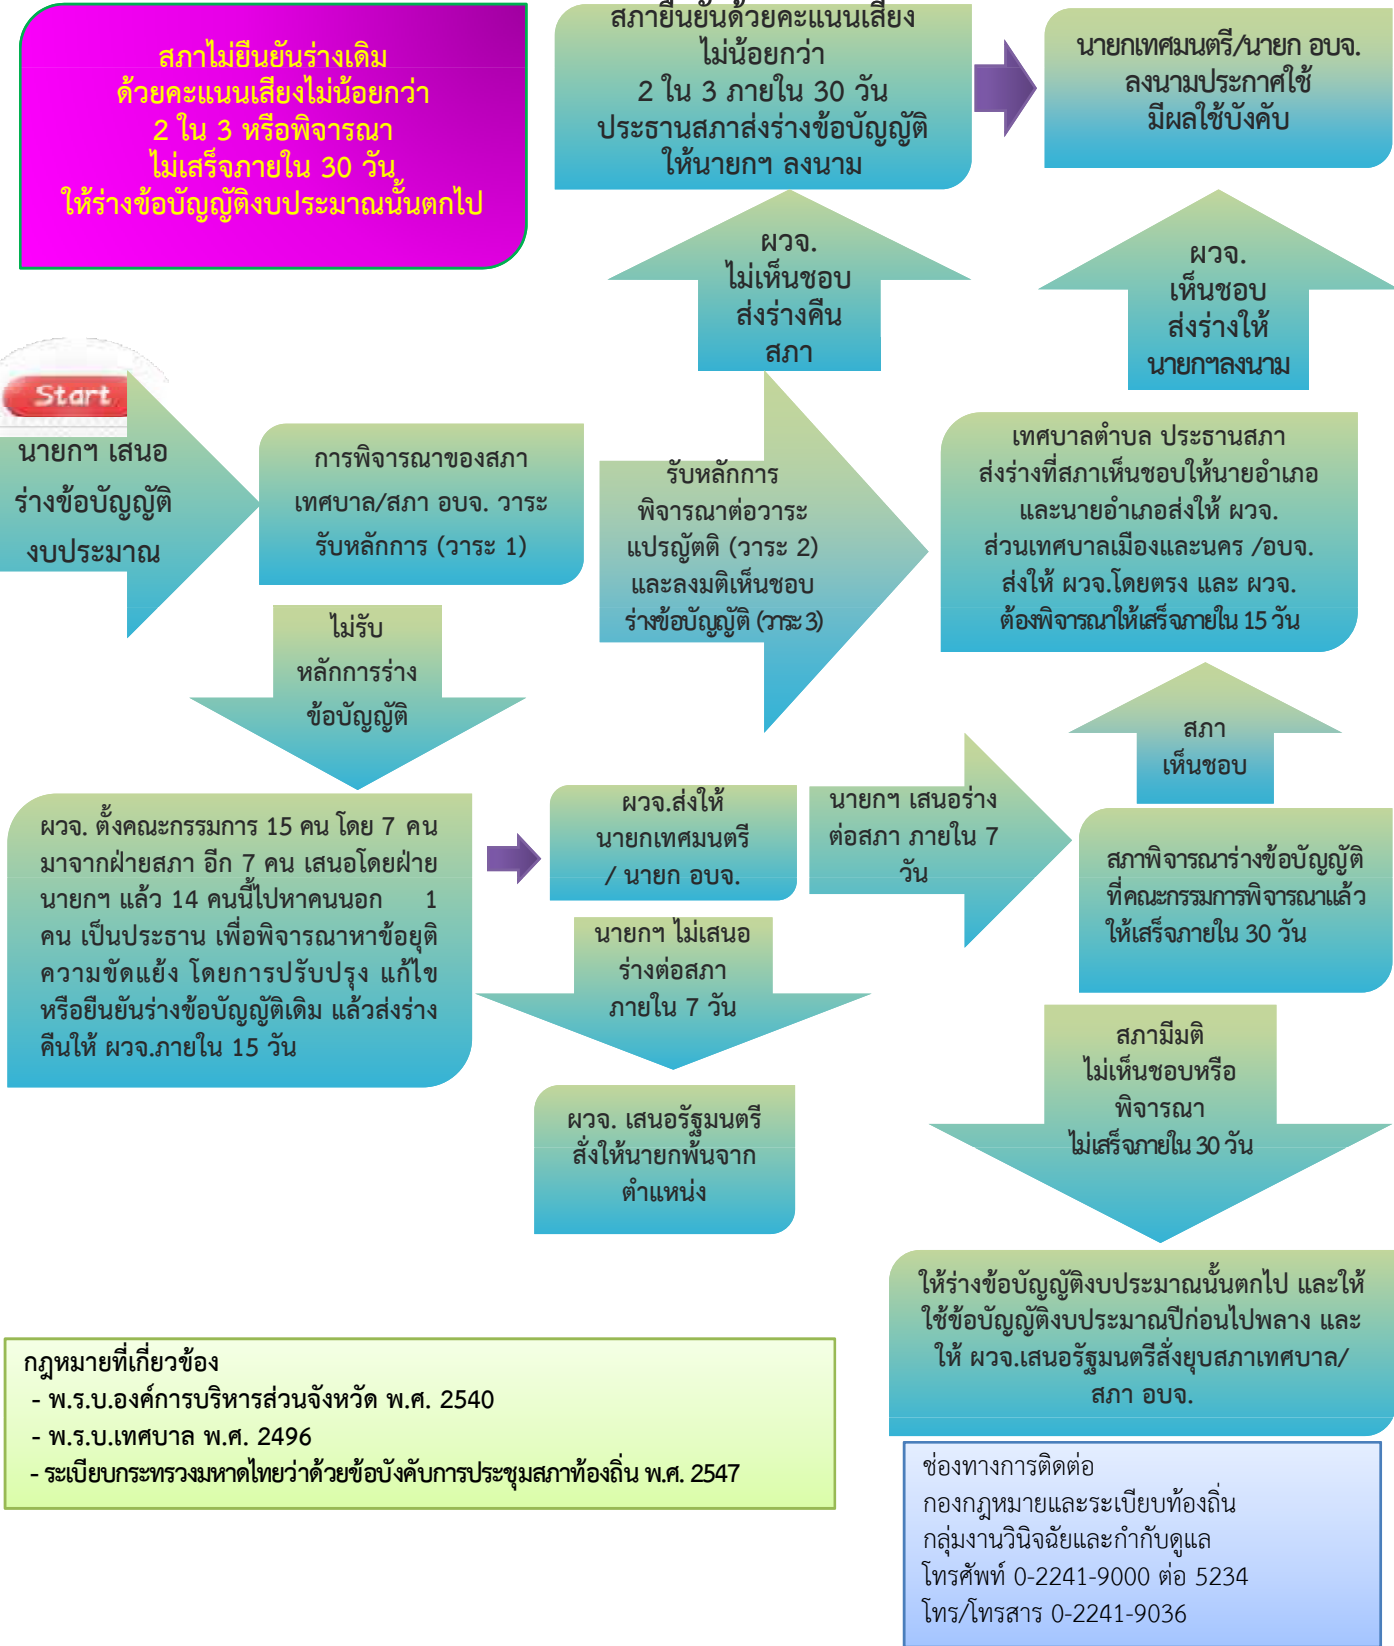 สภาไม่ยืนยันร่างเดิม
ด้วยคะแนนเสียงไม่น้อยกว่า
2 ใน 3 หรือพิจารณา
ไม่เสร็จภายใน 30 วัน
ให้ร่างข้อบัญญัติงบประมาณนั้นตกไป
สภายืนยันด้วยคะแนนเสียง
ไม่น้อยกว่า
2 ใน 3 ภายใน 30 วัน
ประธานสภาส่งร่างข้อบัญญัติ
ให้นายกฯ ลงนาม
นายกเทศมนตรี/นายก อบจ.
ลงนามประกาศใช้
มีผลใช้บังคับ
ผวจ.
ไม่เห็นชอบ
ส่งร่างคืน
สภา
ผวจ.
เห็นชอบ
ส่งร่างให้
นายกฯลงนาม
Start
นายกฯ เสนอ
ร่างข้อบัญญัติ
งบประมาณ
การพิจารณาของสภา
เทศบาล/สภา อบจ. วาระ
รับหลักการ (วาระ 1)
รับหลักการ
พิจารณาต่อวาระ
แปรญัตติ (วาระ 2)
และลงมติเห็นชอบ
ร่างข้อบัญญัติ (วาระ 3)
เทศบาลตำบล ประธานสภา
ส่งร่างที่สภาเห็นชอบให้นายอำเภอ
และนายอำเภอส่งให้ ผวจ.
ส่วนเทศบาลเมืองและนคร /อบจ.
ส่งให้ ผวจ.โดยตรง และ ผวจ.
ต้องพิจารณาให้เสร็จภายใน 15 วัน
ไม่รับ
หลักการร่าง
ข้อบัญญัติ
สภา
เห็นชอบ
ผวจ. ตั้งคณะกรรมการ 15 คน โดย 7 คน
มาจากฝ่ายสภา อีก 7 คน เสนอโดยฝ่าย
นายกฯ แล้ว 14 คนนี้ไปหาคนนอก 1
คน เป็นประธาน เพื่อพิจารณาหาข้อยุติ
ความขัดแย้ง โดยการปรับปรุง แก้ไข
หรือยืนยันร่างข้อบัญญัติเดิม แล้วส่งร่าง
คืนให้ ผวจ.ภายใน 15 วัน
ผวจ.ส่งให้
นายกเทศมนตรี
/ นายก อบจ.
นายกฯ เสนอร่าง
ต่อสภา ภายใน 7
วัน
สภาพิจารณาร่างข้อบัญญัติ
ที่คณะกรรมการพิจารณาแล้ว
ให้เสร็จภายใน 30 วัน
นายกฯ ไม่เสนอ
ร่างต่อสภา
ภายใน 7 วัน
สภามีมติ
ไม่เห็นชอบหรือ
พิจารณา
ไม่เสร็จภายใน 30 วัน
ผวจ. เสนอรัฐมนตรี
สั่งให้นายกพ้นจาก
ตำแหน่ง
ให้ร่างข้อบัญญัติงบประมาณนั้นตกไป และให้
ใช้ข้อบัญญัติงบประมาณปีก่อนไปพลาง และ
ให้ ผวจ.เสนอรัฐมนตรีสั่งยุบสภาเทศบาล/
สภา อบจ.
กฎหมายที่เกี่ยวข้อง
- พ.ร.บ.องค์การบริหารส่วนจังหวัด พ.ศ. 2540
- พ.ร.บ.เทศบาล พ.ศ. 2496
- ระเบียบกระทรวงมหาดไทยว่าด้วยข้อบังคับการประชุมสภาท้องถิ่น พ.ศ. 2547
ช่องทางการติดต่อ
กองกฎหมายและระเบียบท้องถิ่น
กลุ่มงานวินิจฉัยและกำกับดูแล
โทรศัพท์ 0-2241-9000 ต่อ 5234
โทร/โทรสาร 0-2241-9036